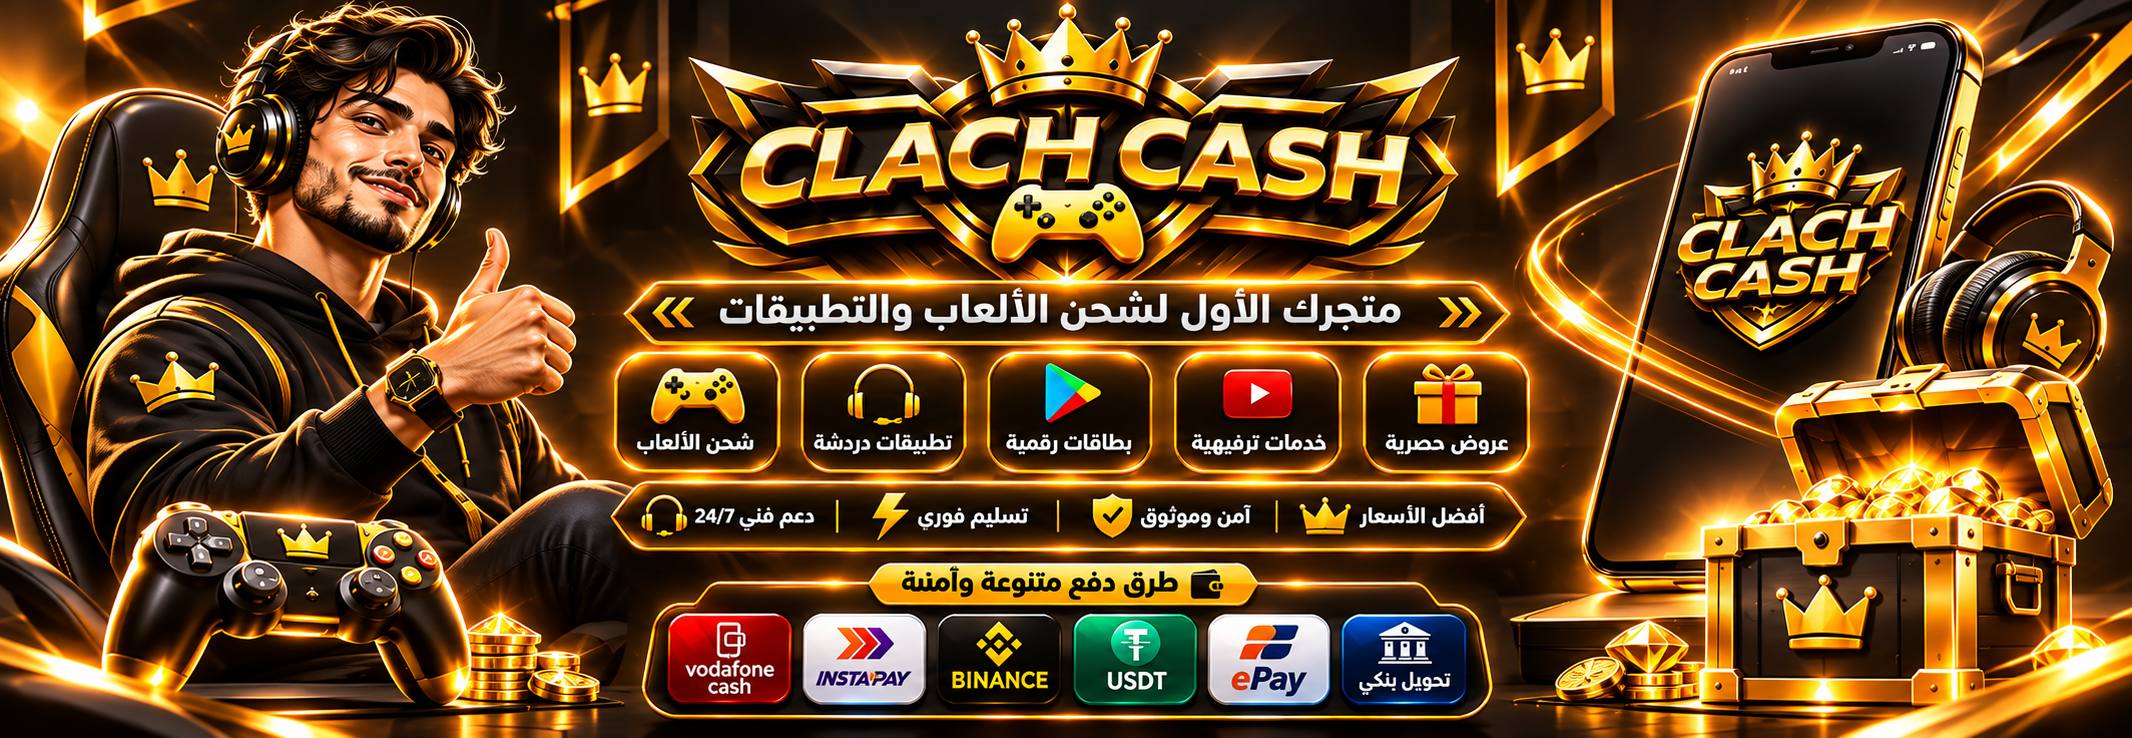 CLACH CASH
متجرك الأول لشحن الألعاب والتطبيقات
عروض حصرية
خدمات ترفيهية
بطاقات رقمية
تطبيقات دردشة
شحن الألعاب
أفضل الأسعار
آمن وموثوق
تسليم فوري
دعم فني 24/7
طرق دفع متنوعة وآمنة
vodafone
cash
INSTAPAY
BINANCE
USDT
ePay
تحويل بنكي
CLACH
CASH